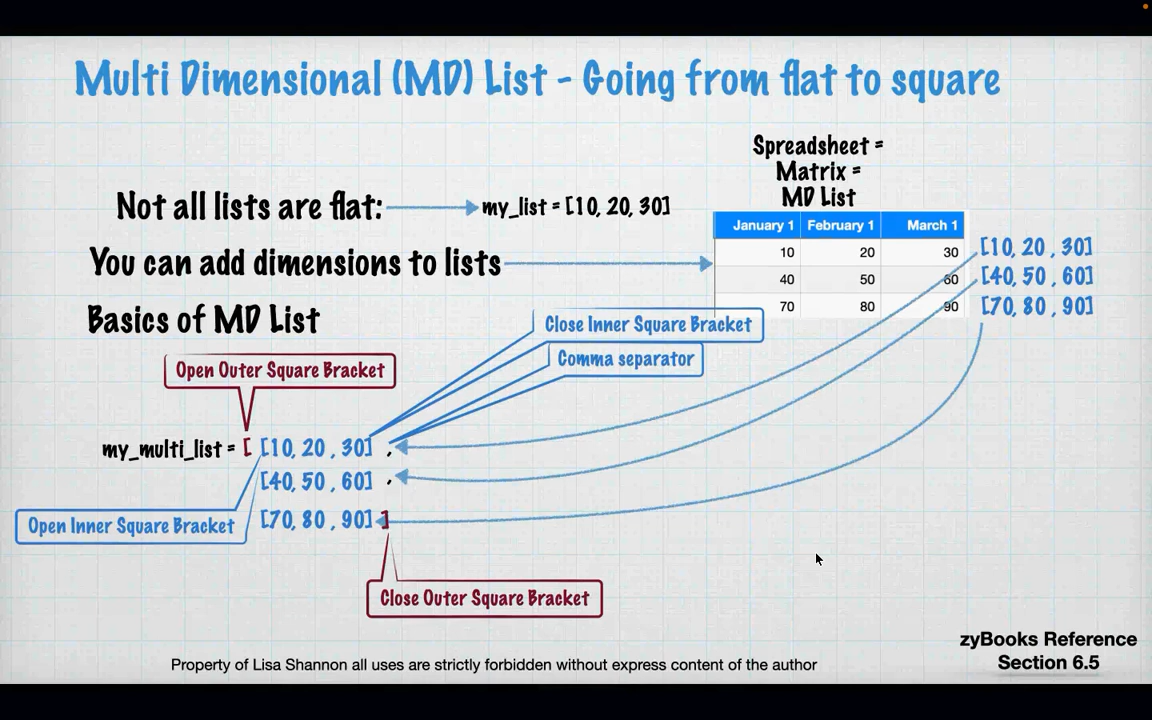 Multi Dimensional (MD) List - Going from flat to square
Spreadsheet =
Matrix =
MD List
Not all lists are flat:
my_list = [10, 20, 30]
January 1 February 1 March 1
10 20 30
40 50 60
70 80 90
[10, 20 , 30]
[40, 50 , 60]
[70, 80 , 90]
You can add dimensions to lists
Basics of MD List
Close Inner Square Bracket
Comma separator
Open Outer Square Bracket
my_multi_list = [ [10, 20 , 30] ,
[40, 50 , 60] ,
[70, 80 , 90] ]
Open Inner Square Bracket
Close Outer Square Bracket
zyBooks Reference
Section 6.5
Property of Lisa Shannon all uses are strictly forbidden without express content of the author